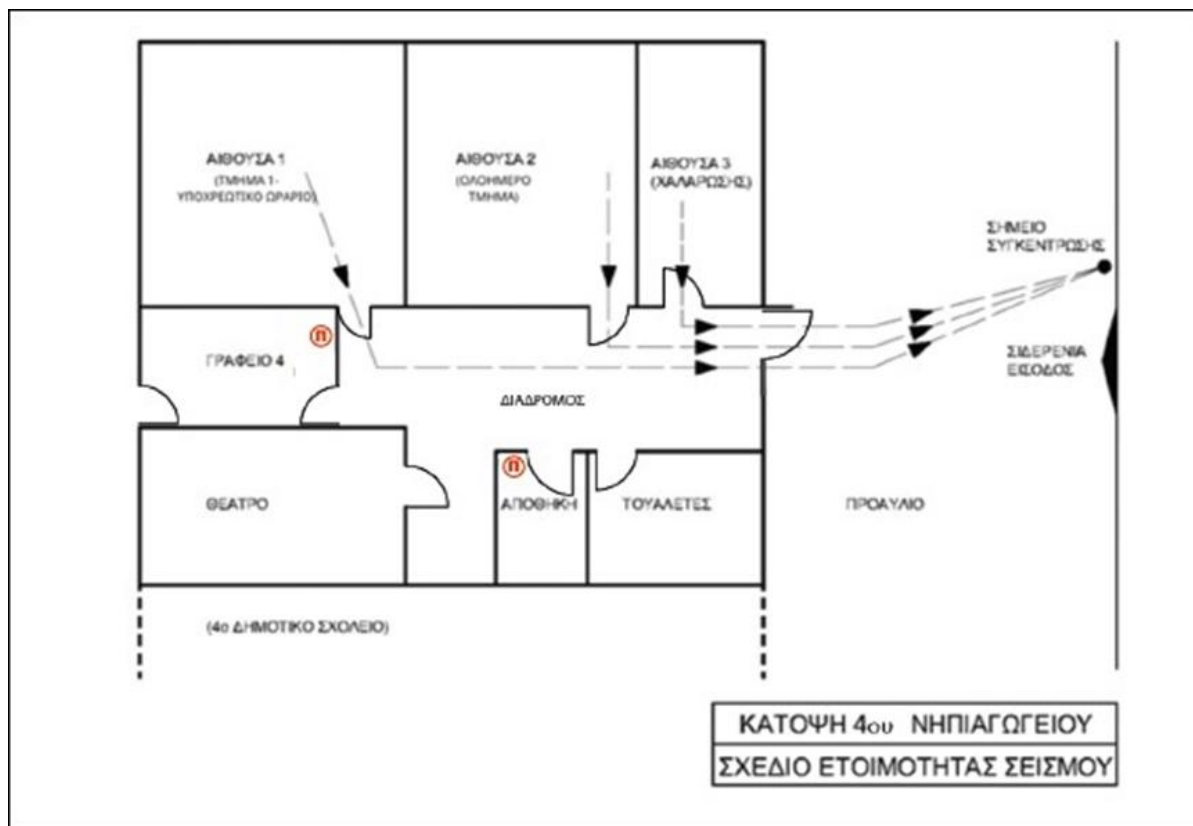 ΑΙΘΟΥΣΑ 1
(ΤΜΗΜΑ 1-
ΥΠΟΧΡΕΩΤΙΚΟ ΩΡΑΡΙΟ)
ΑΙΘΟΥΣΑ 2
(ΟΛΟΗΜΕΡΟ
ΤΜΗΜΑ)
ΑΙΘΟΥΣΑ 3
(ΧΑΛΑΡΩΣΗΣ)
ΣΗΜΕΙΟ
ΣΥΓΚΕΝΤΡΩΣΗΣ
Π
ΓΡΑΦΕΙΟ 4
ΣΙΔΕΡΕΝΙΑ
ΕΙΣΟΔΟΣ
ΔΙΑΔΡΟΜΟΣ
Π
ΘΕΑΤΡΟ
ΑΠΟΘΗΚΗ
ΤΟΥΑΛΕΤΕΣ
ΠΡΟΑΥΛΙΟ
(4ο ΔΗΜΟΤΙΚΟ ΣΧΟΛΕΙΟ)
ΚΑΤΟΨΗ 4ου ΝΗΠΙΑΓΩΓΕΙΟΥ
ΣΧΕΔΙΟ ΕΤΟΙΜΟΤΗΤΑΣ ΣΕΙΣΜΟΥ